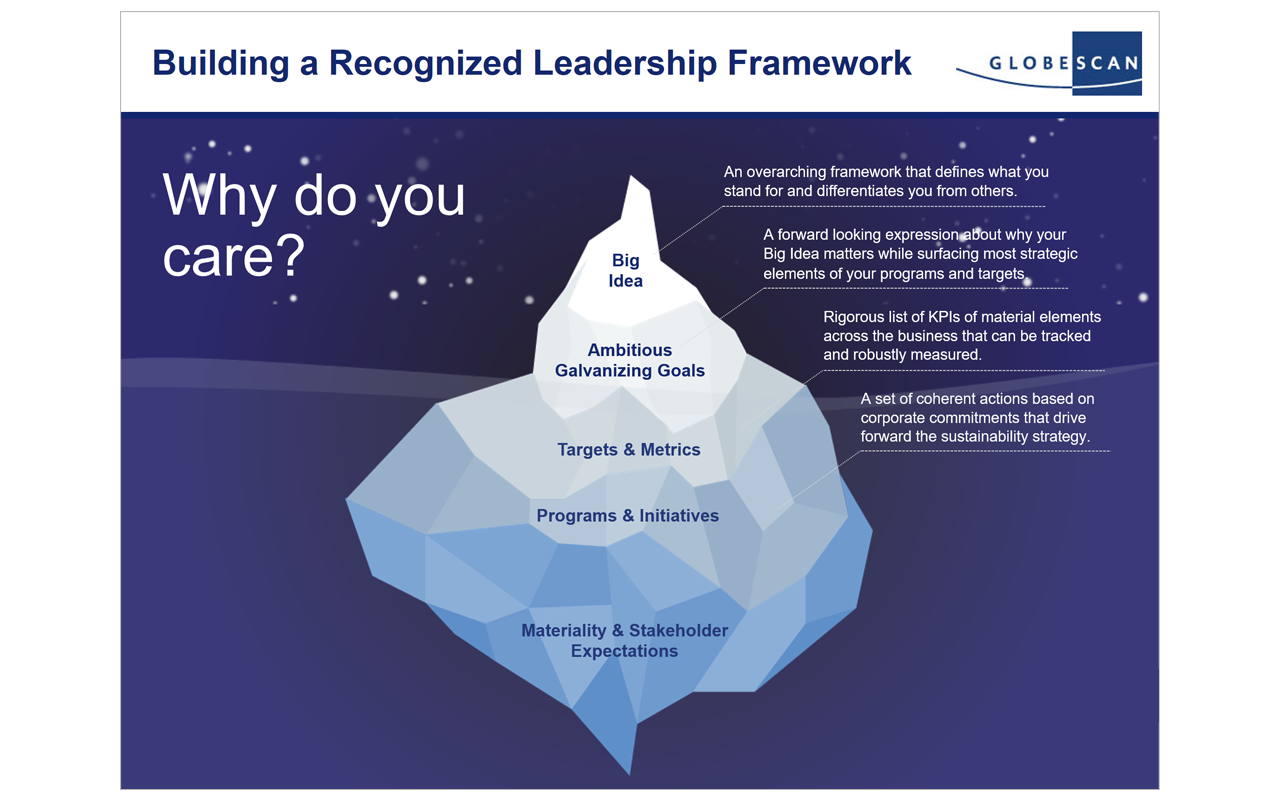 Building a Recognized Leadership Framework
GLOBESCAN
Why do you
care?
An overarching framework that defines what you
stand for and differentiates you from others.
A forward looking expression about why your
Big Idea matters while surfacing most strategic
elements of your programs and targets.
Rigorous list of KPIs of material elements
across the business that can be tracked
and robustly measured.
A set of coherent actions based on
corporate commitments that drive
forward the sustainability strategy.
Big
Idea
Ambitious
Galvanizing Goals
Targets & Metrics
Programs & Initiatives
Materiality & Stakeholder
Expectations